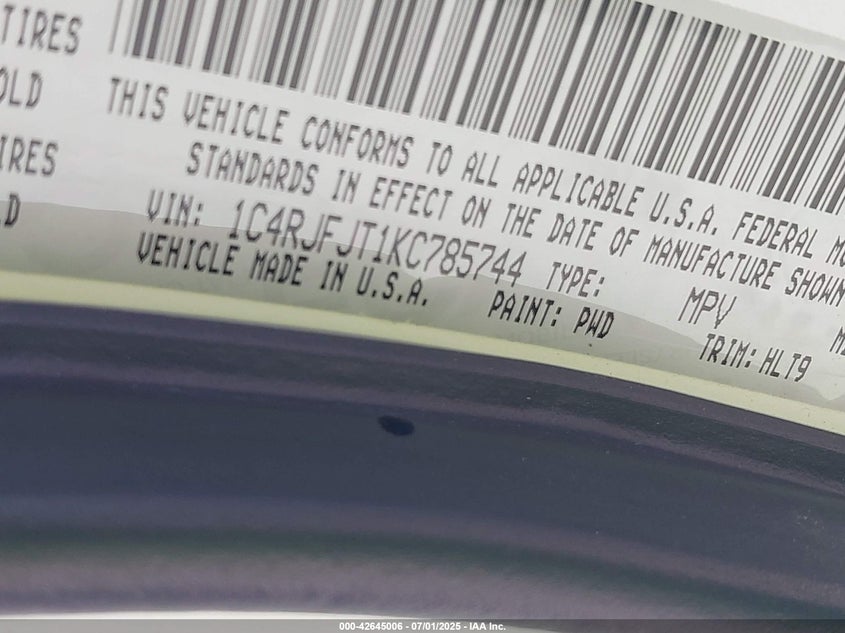 TIRES
OLD
IRES
LD
THIS VEHICLE CONFORMS TO ALL APPLICABLE U.S.A. FEDERAL
STANDARDS IN EFFECT ON THE DATE OF MANUFACTURE SHOWN
VIN: 1C4RJFJT1KC785744 TYPE: MPV
VEHICLE MADE IN U.S.A. PAINT: PWD TRIM: HLT9
000-42645006 - 07/01/2025 - IAA Inc.